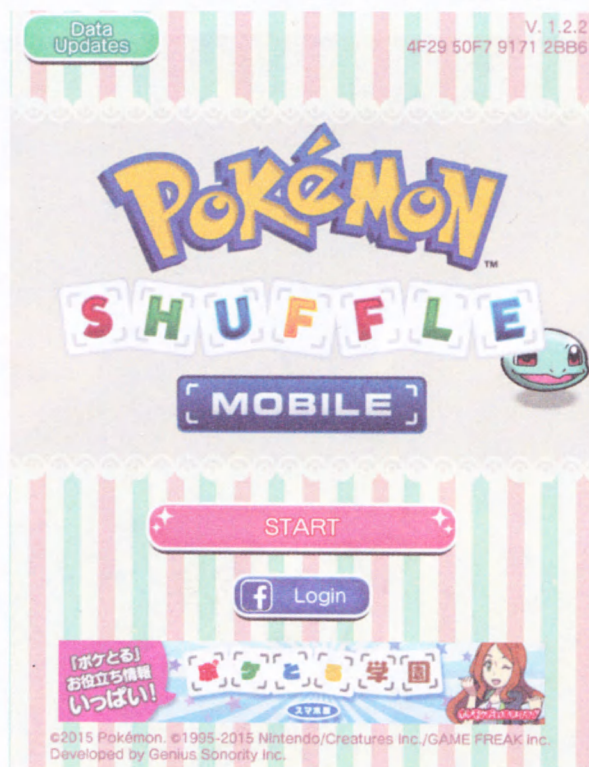 Data
Updates
V. 1.2.2
4F29 50F7 9171 2BB6
POKéMON
TM
SHUFFLE
[ MOBILE ]
START
f Login
「ポケとる」
お役立ち情報
いっぱい!
ポケとる学園
スマホ版
©2015 Pokémon. ©1995-2015 Nintendo/Creatures Inc./GAME FREAK inc.
Developed by Genius Sonority Inc.